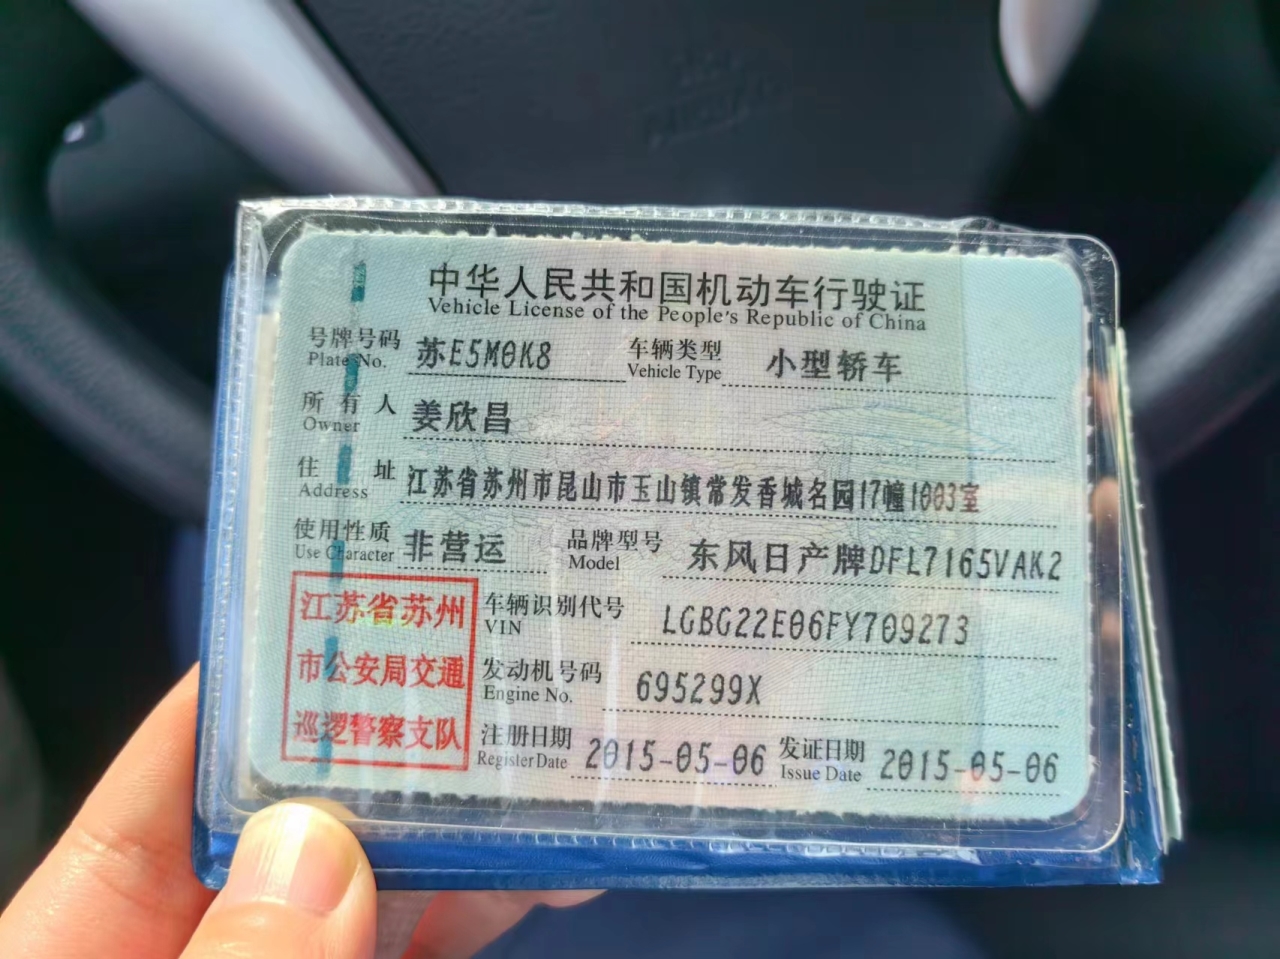 中华人民共和国机动车行驶证
Vehicle License of the People's Republic of China
号牌号码 苏E5M0K8 车辆类型 小型轿车
Plate No. Vehicle Type
所有人 姜欣昌
Owner
住址 江苏省苏州市昆山市玉山镇常发香城名园17幢1003室
Address
使用性质 非营运 品牌型号 东风日产牌DFL7165VAK2
Use Character Model
江苏省苏州
市公安局交通
巡逻警察支队
车辆识别代号 LGBG22E06FY709273
VIN
发动机号码 695299X
Engine No.
注册日期 2015-05-06 发证日期 2015-05-06
Register Date Issue Date